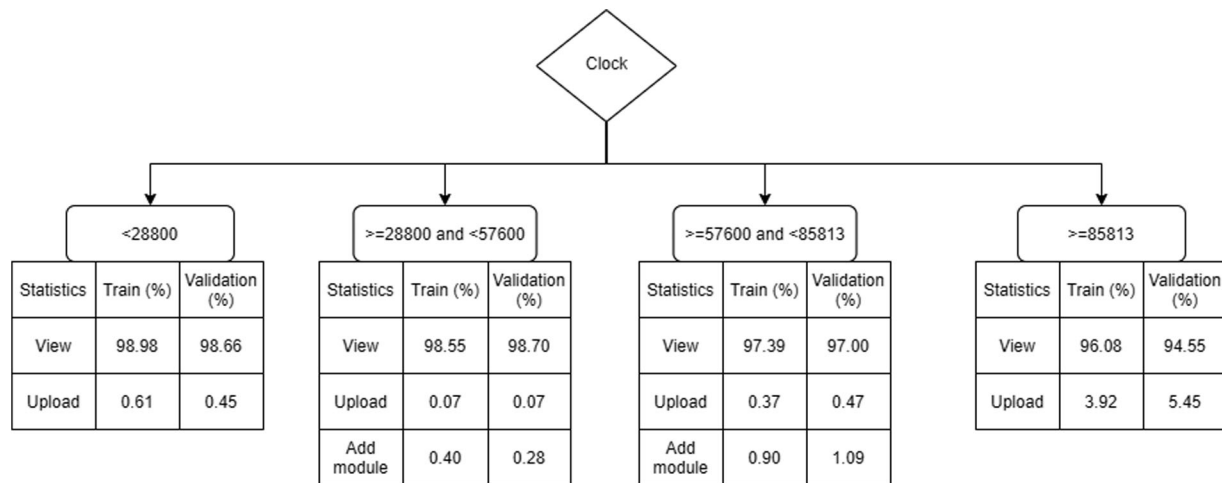 Clock
<28800
Statistics Train (%) Validation (%)
View 98.98 98.66
Upload 0.61 0.45
>=28800 and <57600
Statistics Train (%) Validation (%)
View 98.55 98.70
Upload 0.07 0.07
Add module 0.40 0.28
>=57600 and <85813
Statistics Train (%) Validation (%)
View 97.39 97.00
Upload 0.37 0.47
Add module 0.90 1.09
>=85813
Statistics Train (%) Validation (%)
View 96.08 94.55
Upload 3.92 5.45